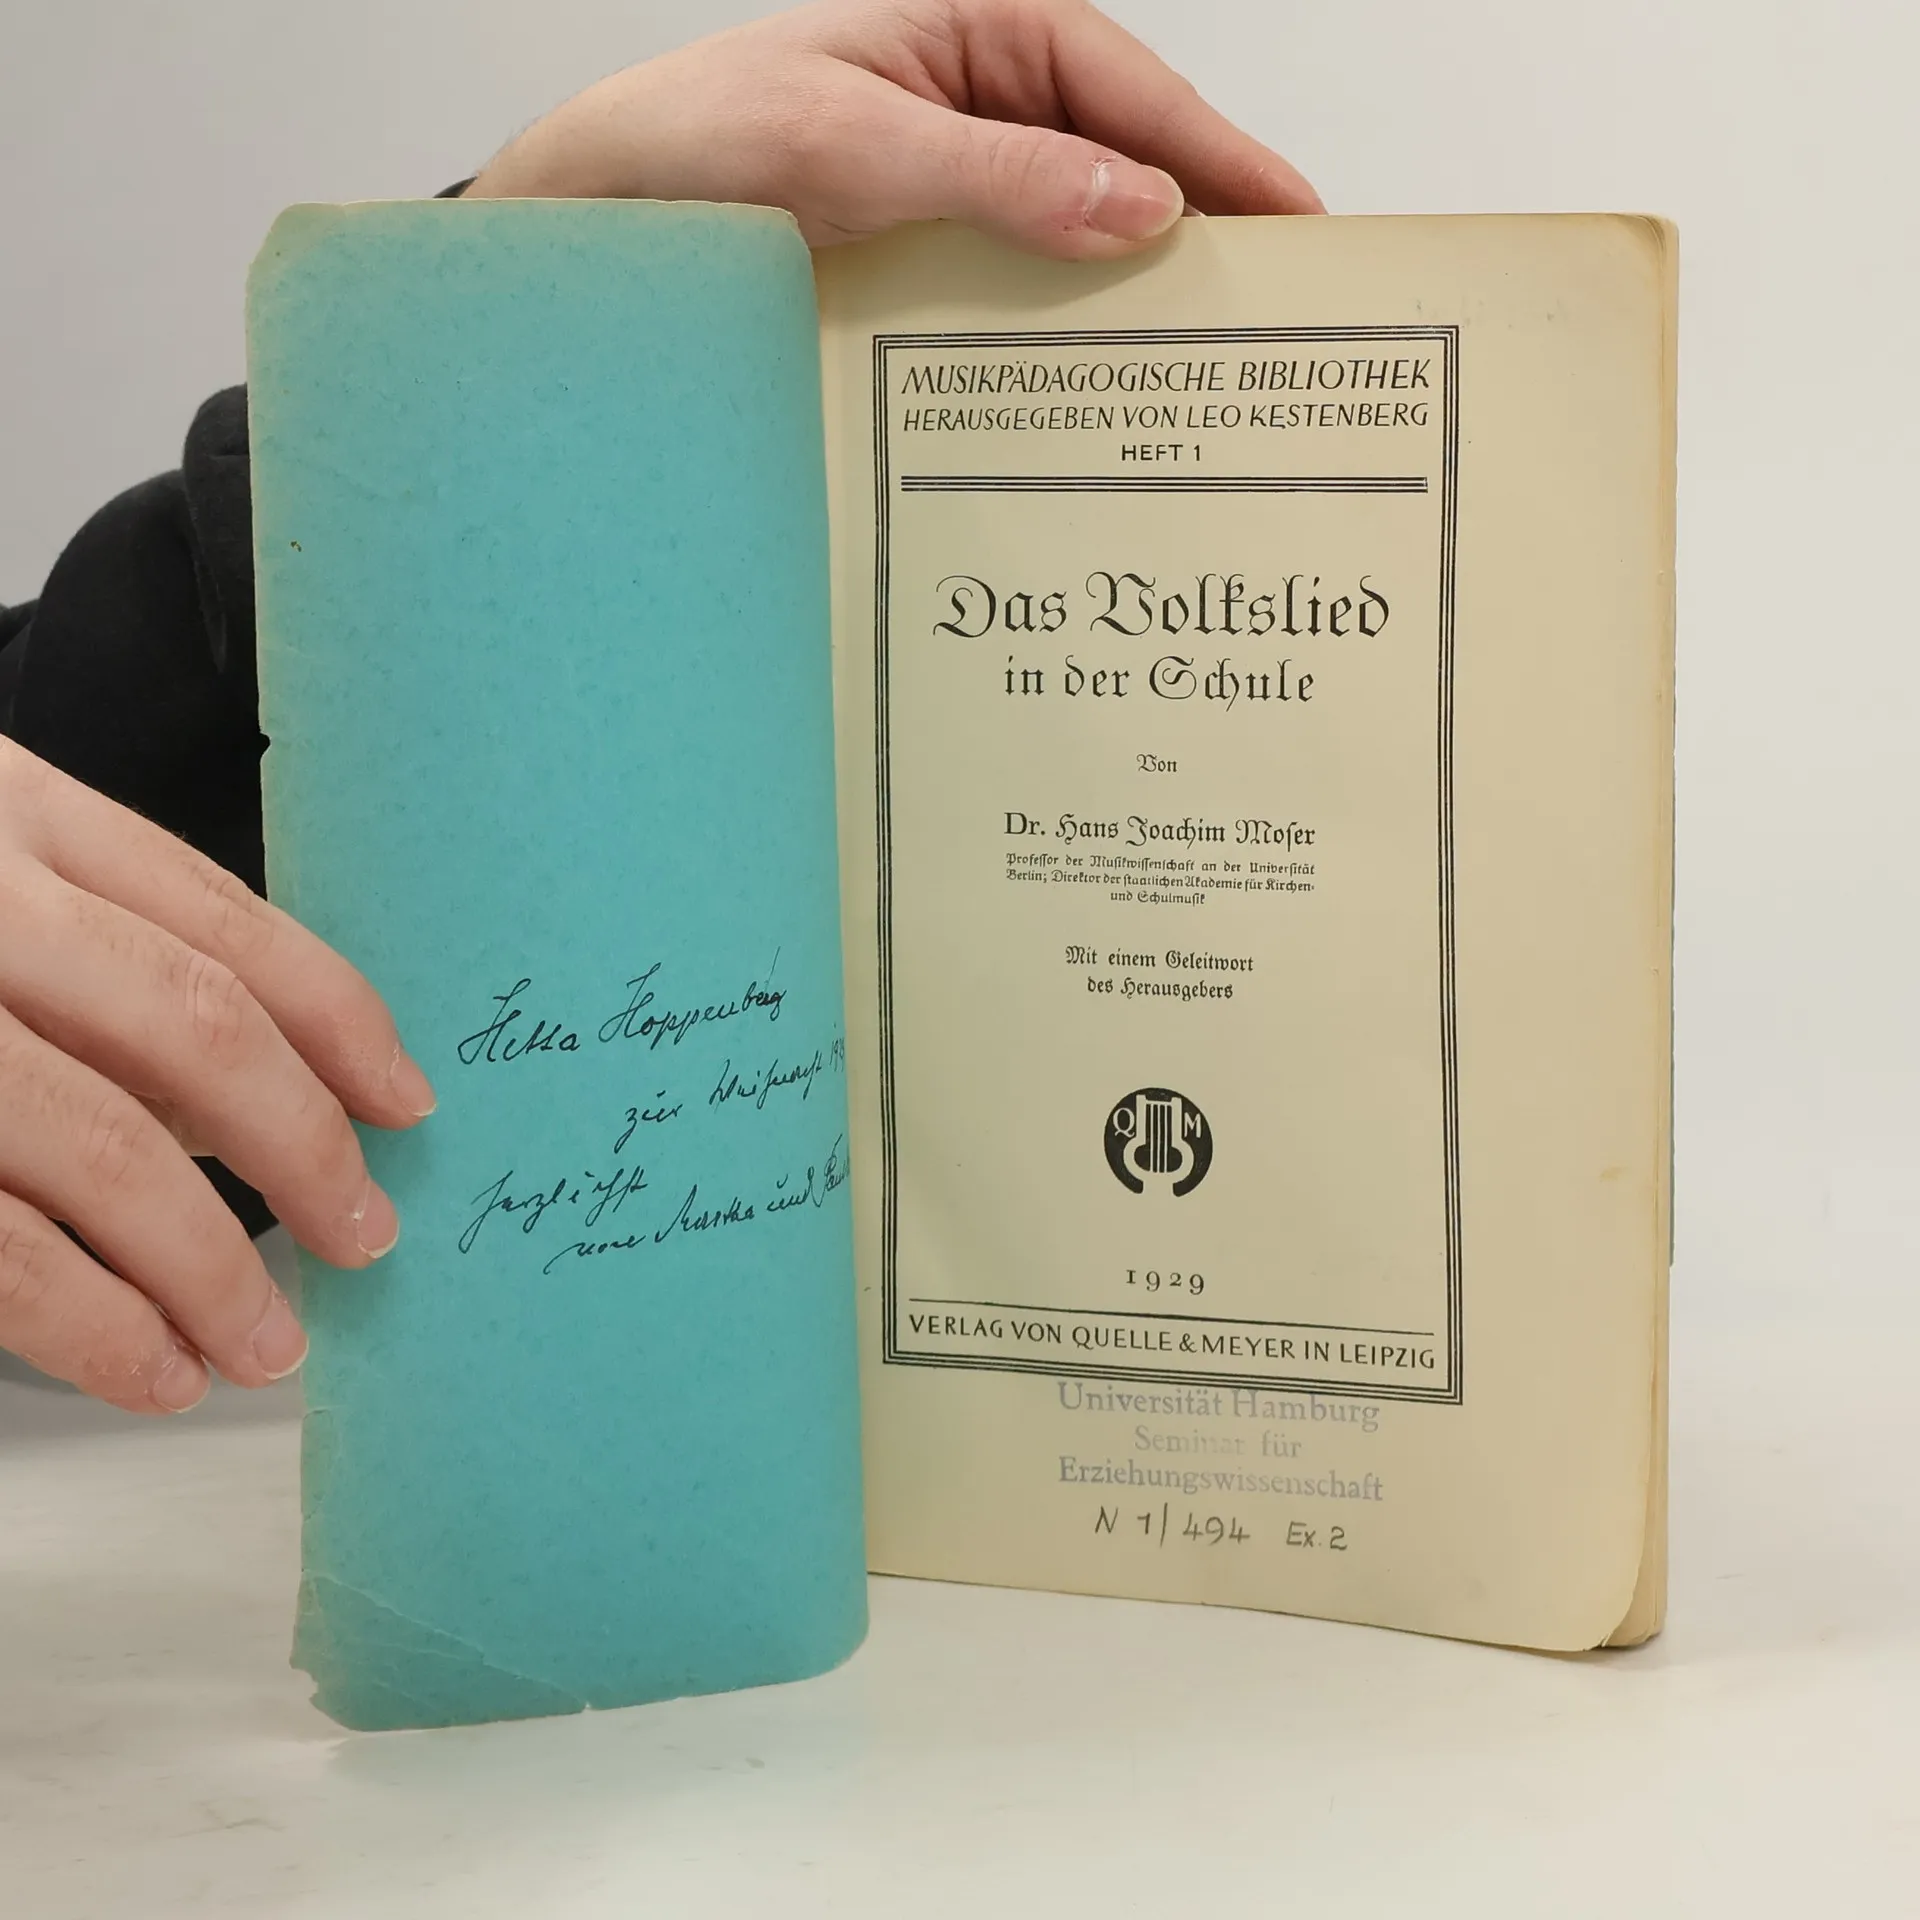 Hoppenberg
zur Weihnacht
herzlichst
und
MUSIKPÄDAGOGISCHE BIBLIOTHEK
HERAUSGEGEBEN VON LEO KESTENBERG
HEFT 1
Das Volkslied
in der Schule
Von
Dr. Hans Joachim Moſer
Profeſſor der Muſikwiſſenſchaft an der Univerſität
Berlin; Direktor der ſtaatlichen Akademie für Kirchen-
und Schulmuſik
Mit einem Geleitwort
des Herausgebers
Q M
1929
VERLAG VON QUELLE & MEYER IN LEIPZIG
Universität Hamburg
Seminar für
Erziehungswissenschaft
N 1/494 Ex. 2